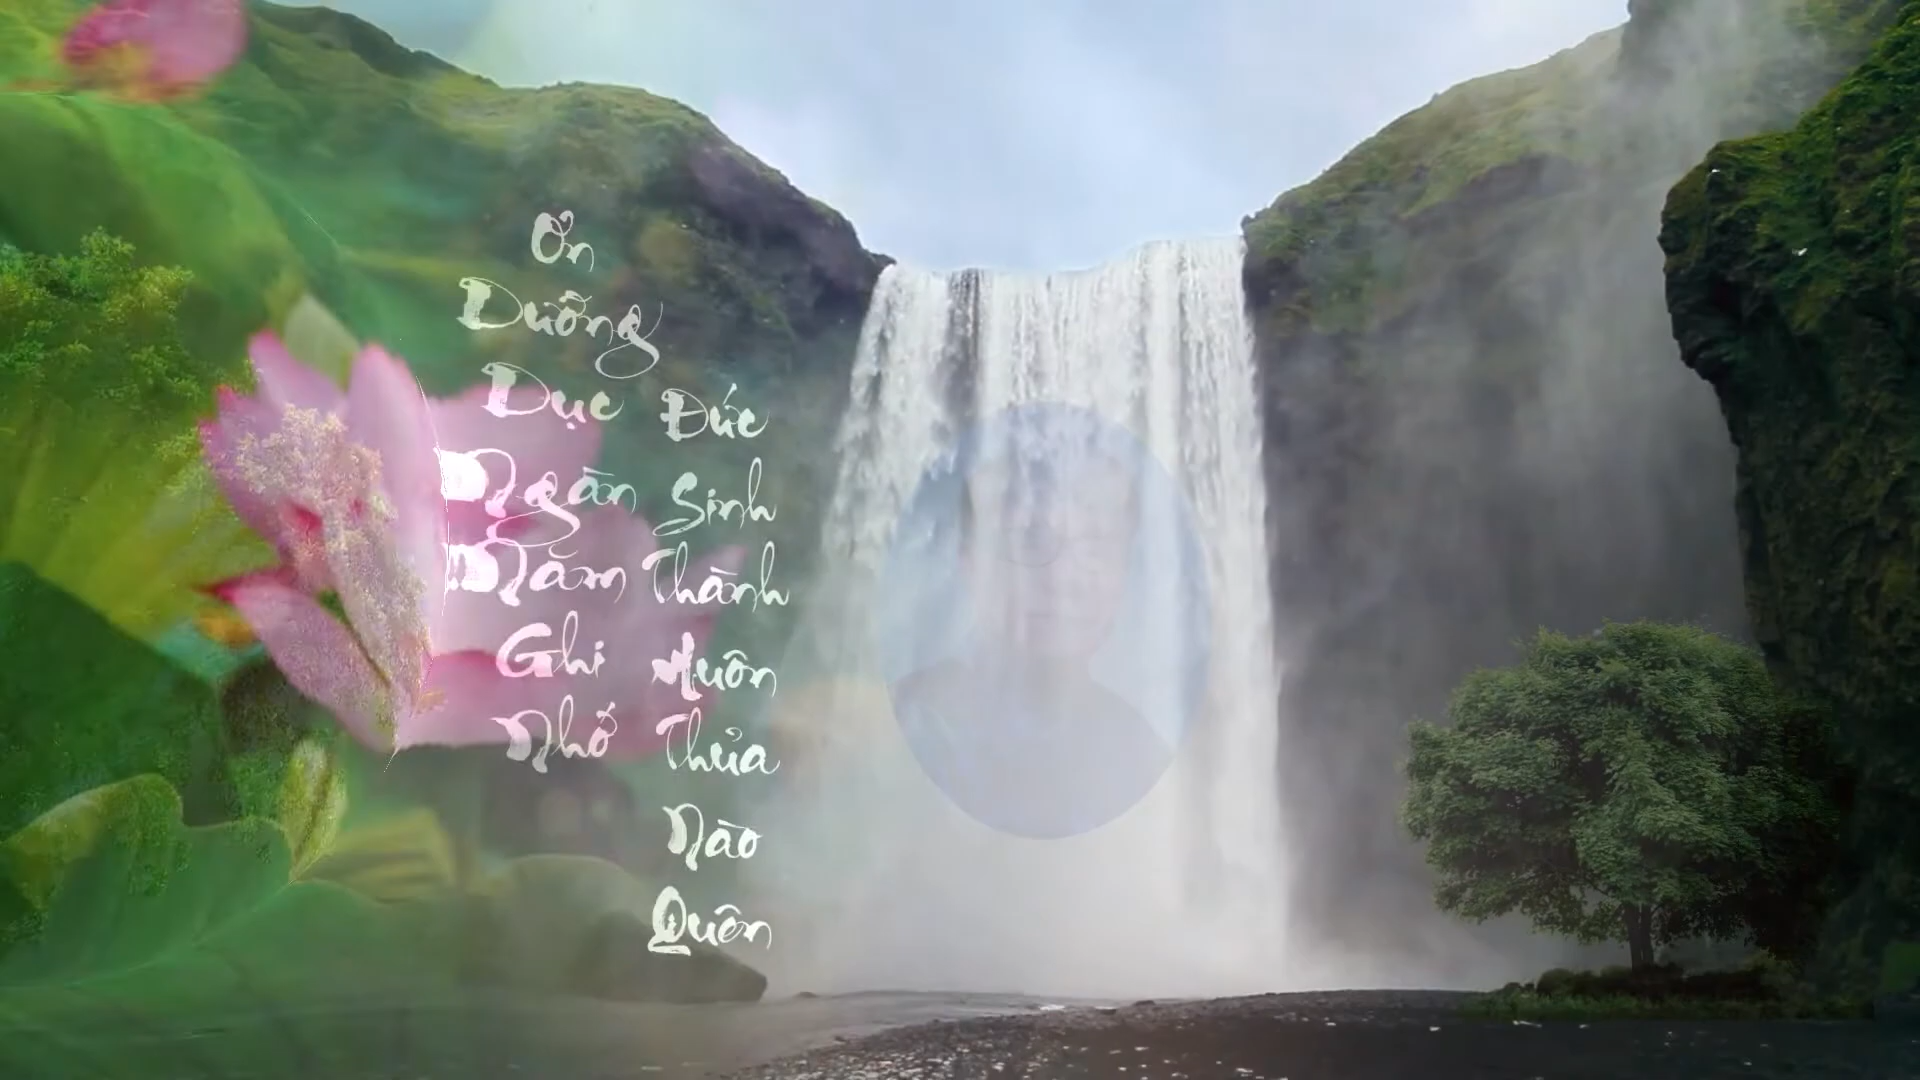 Ơn
Dưỡng
Dục
Ngàn
Năm
Ghi
Nhớ
Đức
Sinh
Thành
Muôn
Thủa
Nào
Quên